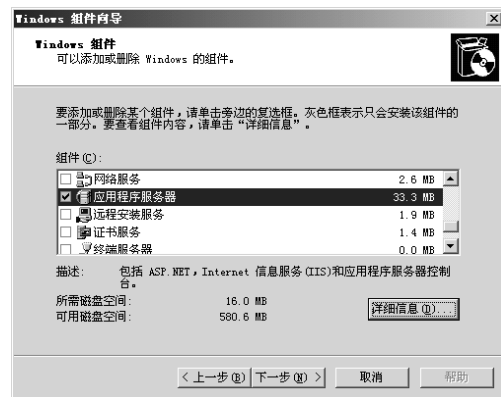 Windows 组件向导
Windows 组件
可以添加或删除 Windows 的组件。
要添加或删除某个组件，请单击旁边的复选框。灰色框表示只会安装该组件的
一部分。要查看组件内容，请单击“详细信息”。
组件(C):
网络服务 2.6 MB
应用程序服务器 33.3 MB
远程安装服务 1.9 MB
证书服务 1.4 MB
终端服务器 0.0 MB
描述: 包括 ASP.NET，Internet 信息服务(IIS)和应用程序服务器控制
台。
所需磁盘空间: 16.0 MB
可用磁盘空间: 580.6 MB
详细信息(D)...
< 上一步(B) 下一步(N) > 取消 帮助